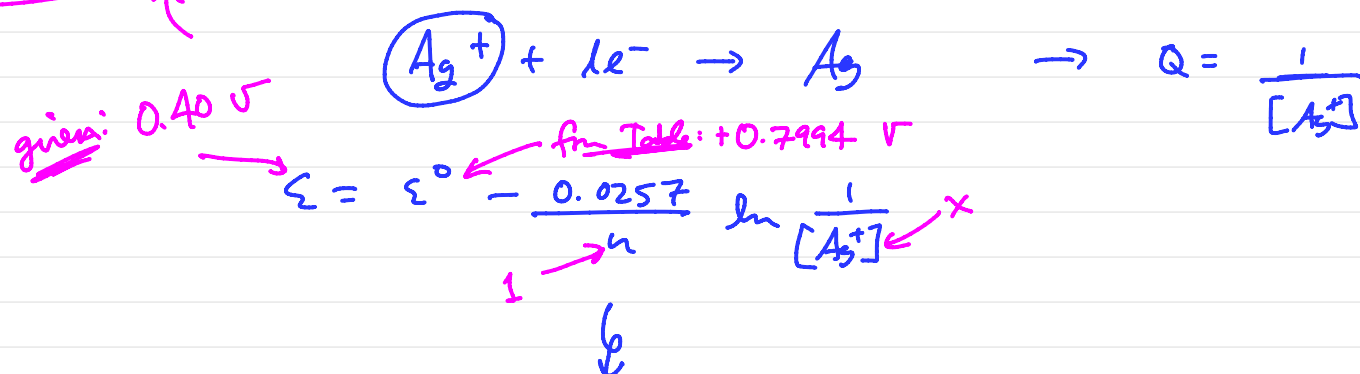 Ag⁺ + 1e⁻ → Ag → Q = 1/[Ag⁺]
given: 0.40 V
from Table: +0.7994 V
ε = ε° − 0.0257/n ln 1/[Ag⁺]
x
1